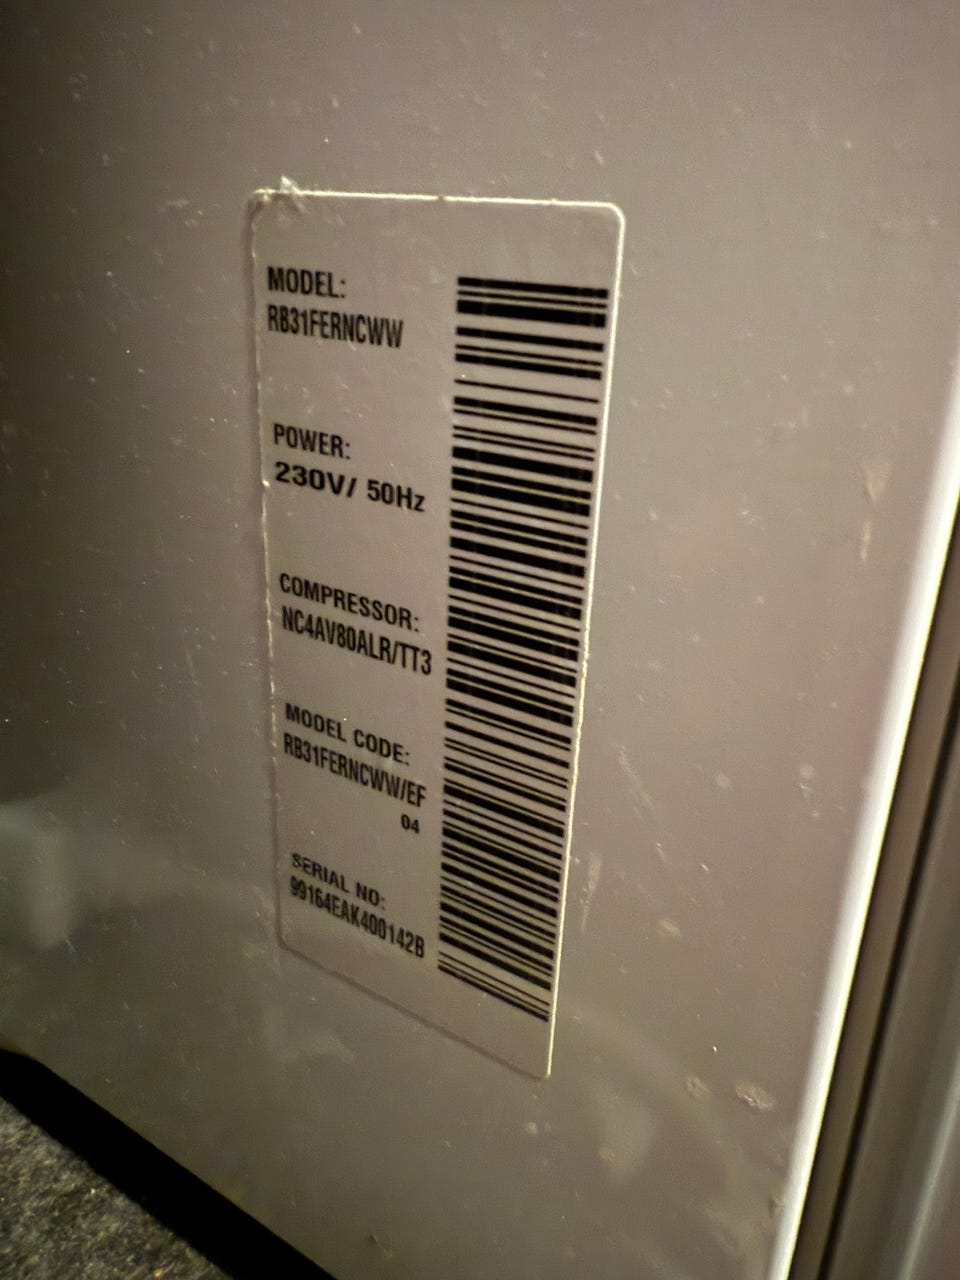 MODEL:
RB31FERNCWW
POWER:
230V/ 50Hz
COMPRESSOR:
NC4AV80ALR/TT3
MODEL CODE:
RB31FERNCWW/EF
04
SERIAL NO:
99164EAK400142B